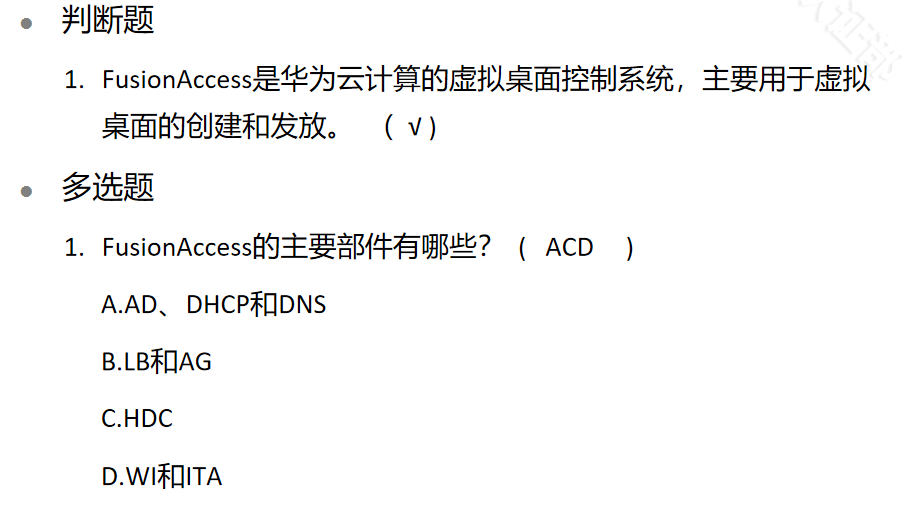 判断题
1. FusionAccess是华为云计算的虚拟桌面控制系统，主要用于虚拟
桌面的创建和发放。 （ √ )
多选题
1. FusionAccess的主要部件有哪些？（ ACD ）
A.AD、DHCP和DNS
B.LB和AG
C.HDC
D.WI和ITA